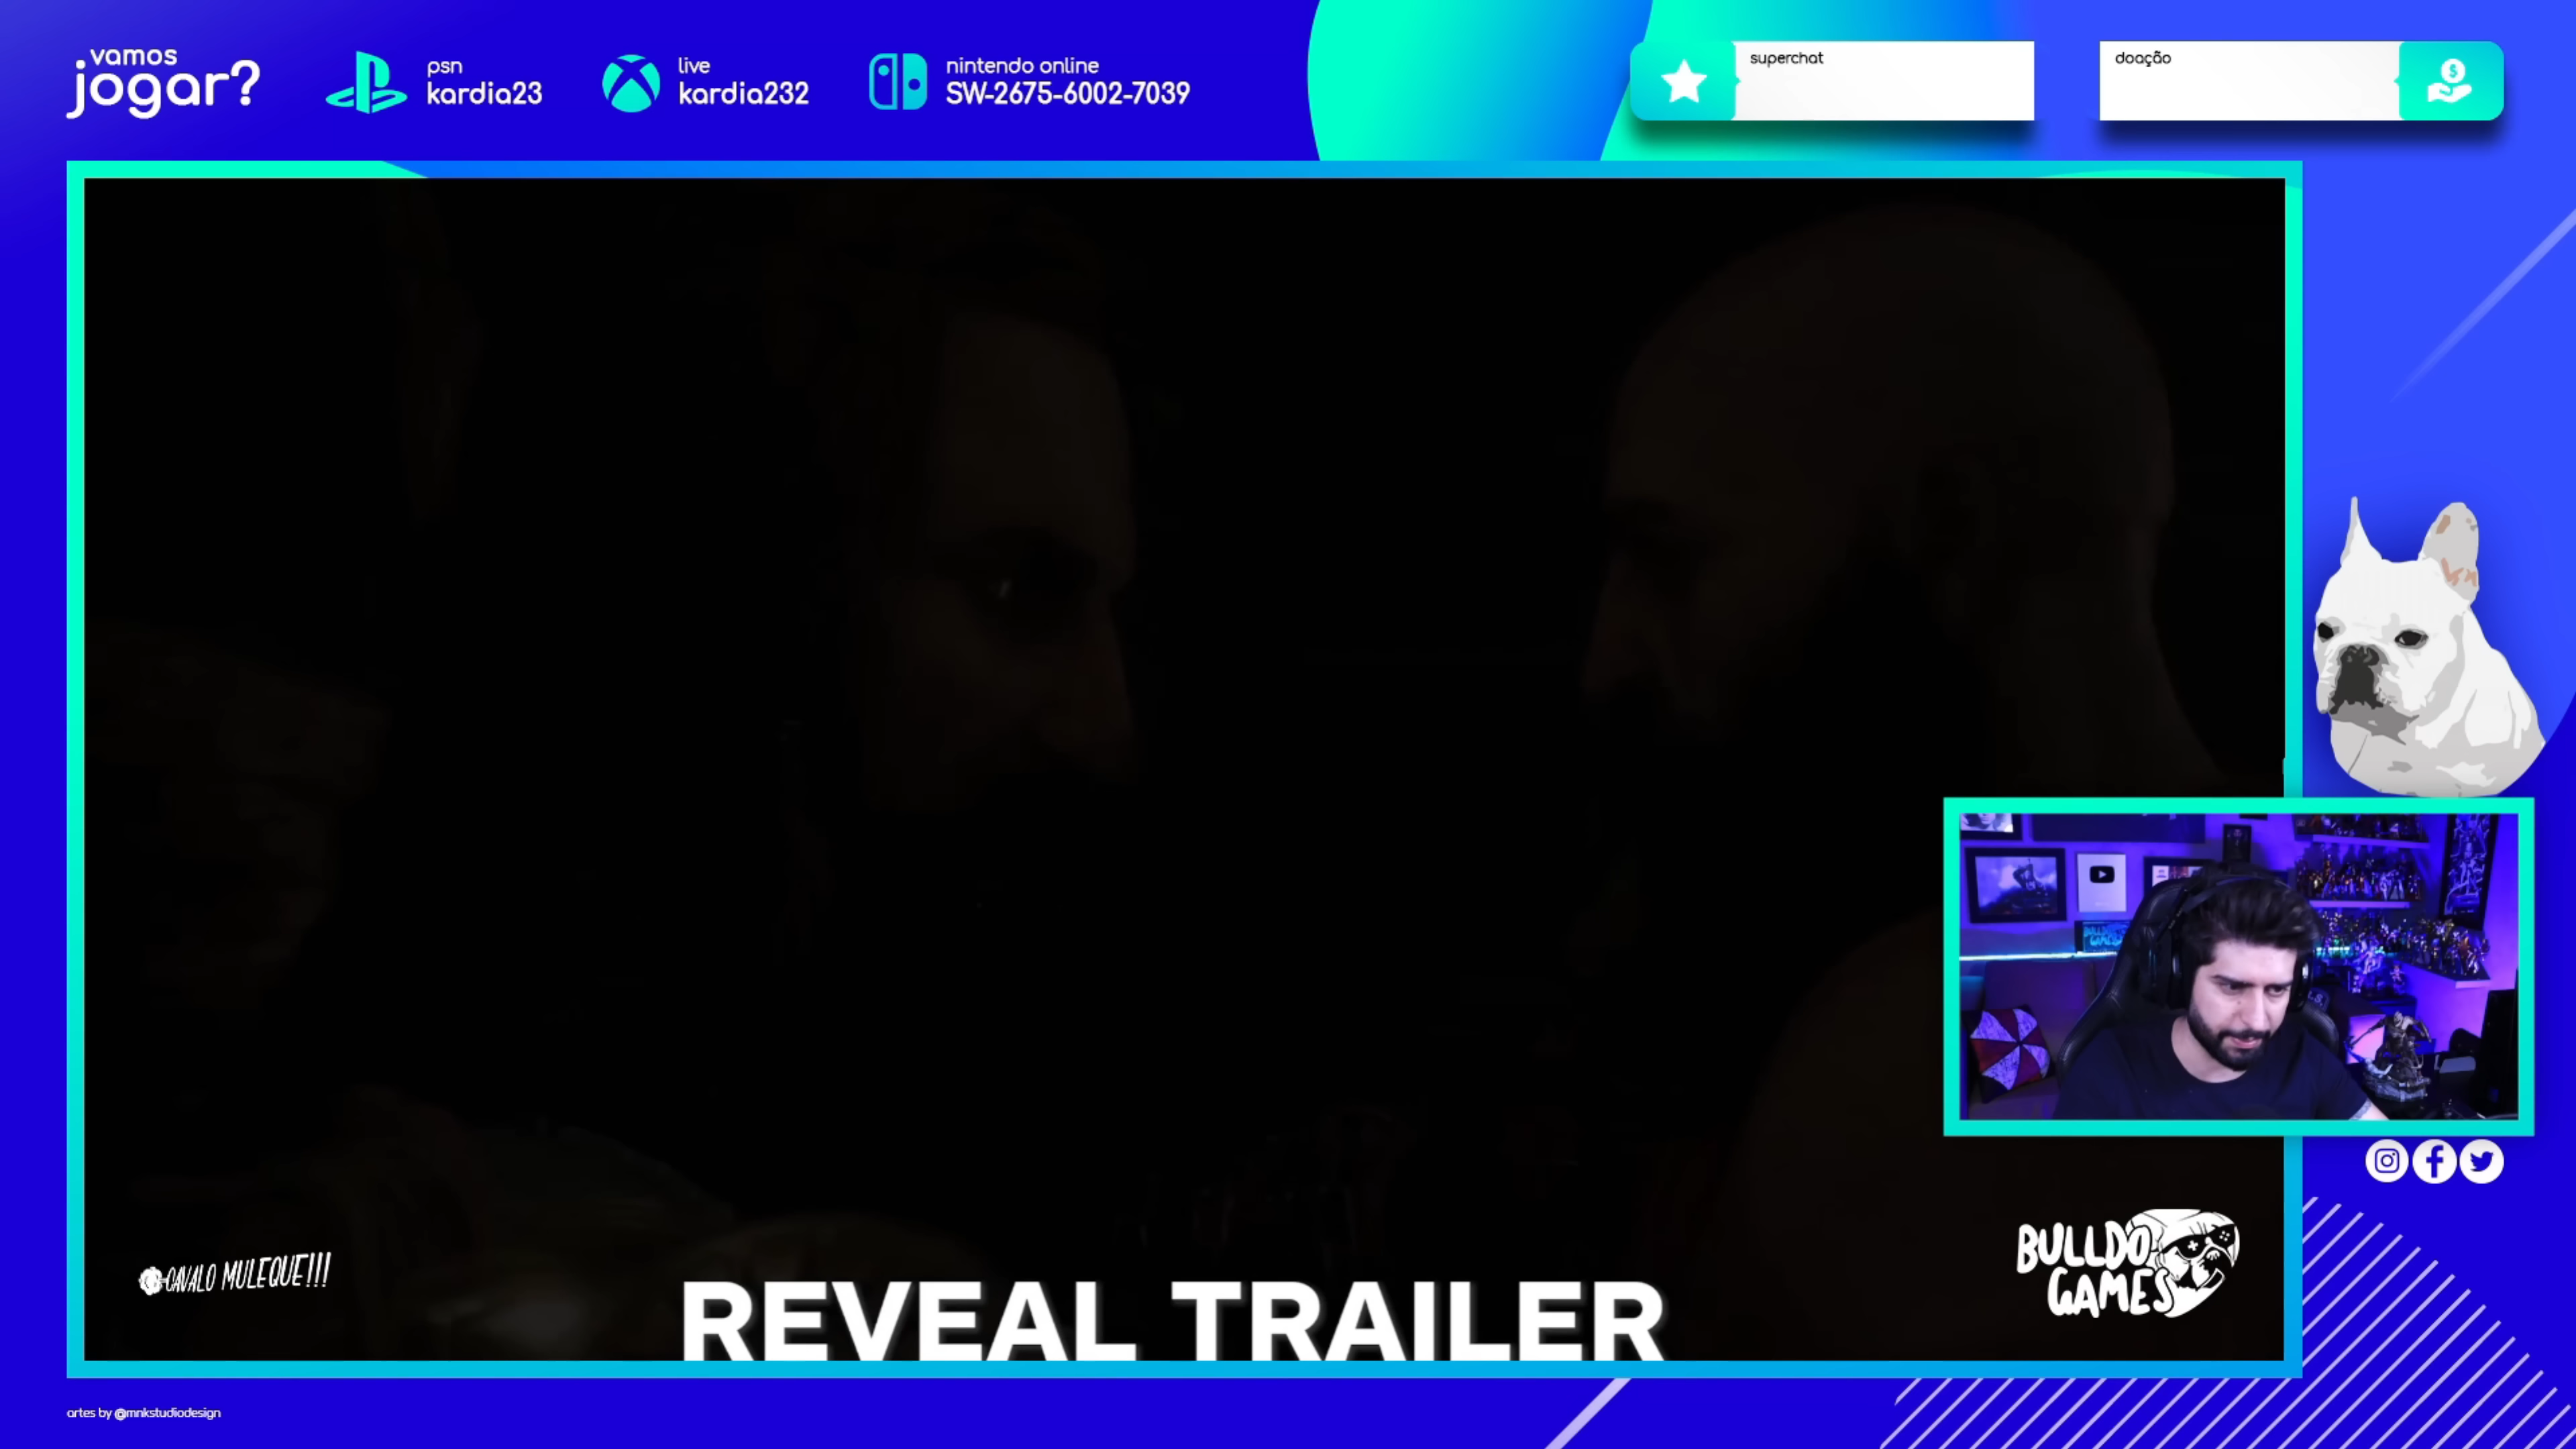 vamos
jogar?
psn
kardia23
live
kardia232
nintendo online
SW-2675-6002-7039
superchat
doação
CAVALO MULEQUE!!!
REVEAL TRAILER
BULLDOG
GAMES
artes by @mnkstudiodesign